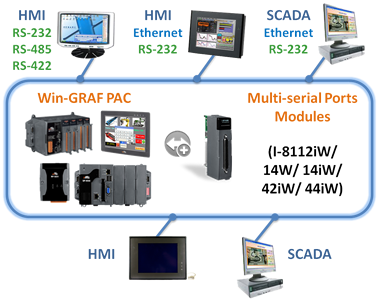 HMI
RS-232
RS-485
RS-422
HMI
Ethernet
RS-232
SCADA
Ethernet
RS-232
Win-GRAF PAC
Multi-serial Ports
Modules
(I-8112iW/
14W/ 14iW/
42iW/ 44iW)
HMI
SCADA